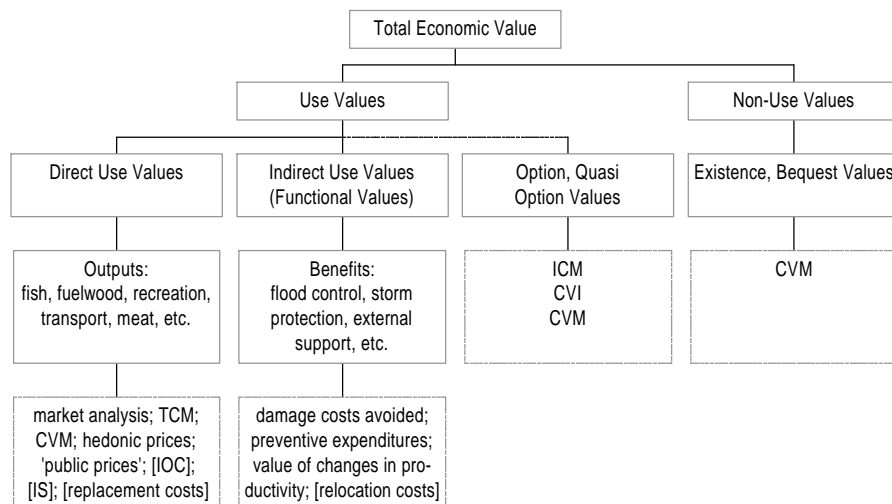 Total Economic Value
Use Values
Non-Use Values
Direct Use Values
Indirect Use Values
(Functional Values)
Option, Quasi
Option Values
Existence, Bequest Values
Outputs:
fish, fuelwood, recreation,
transport, meat, etc.
Benefits:
flood control, storm
protection, external
support, etc.
ICM
CVI
CVM
CVM
market analysis; TCM;
CVM; hedonic prices;
'public prices'; [IOC];
[IS]; [replacement costs]
damage costs avoided;
preventive expenditures;
value of changes in pro-
ductivity; [relocation costs]